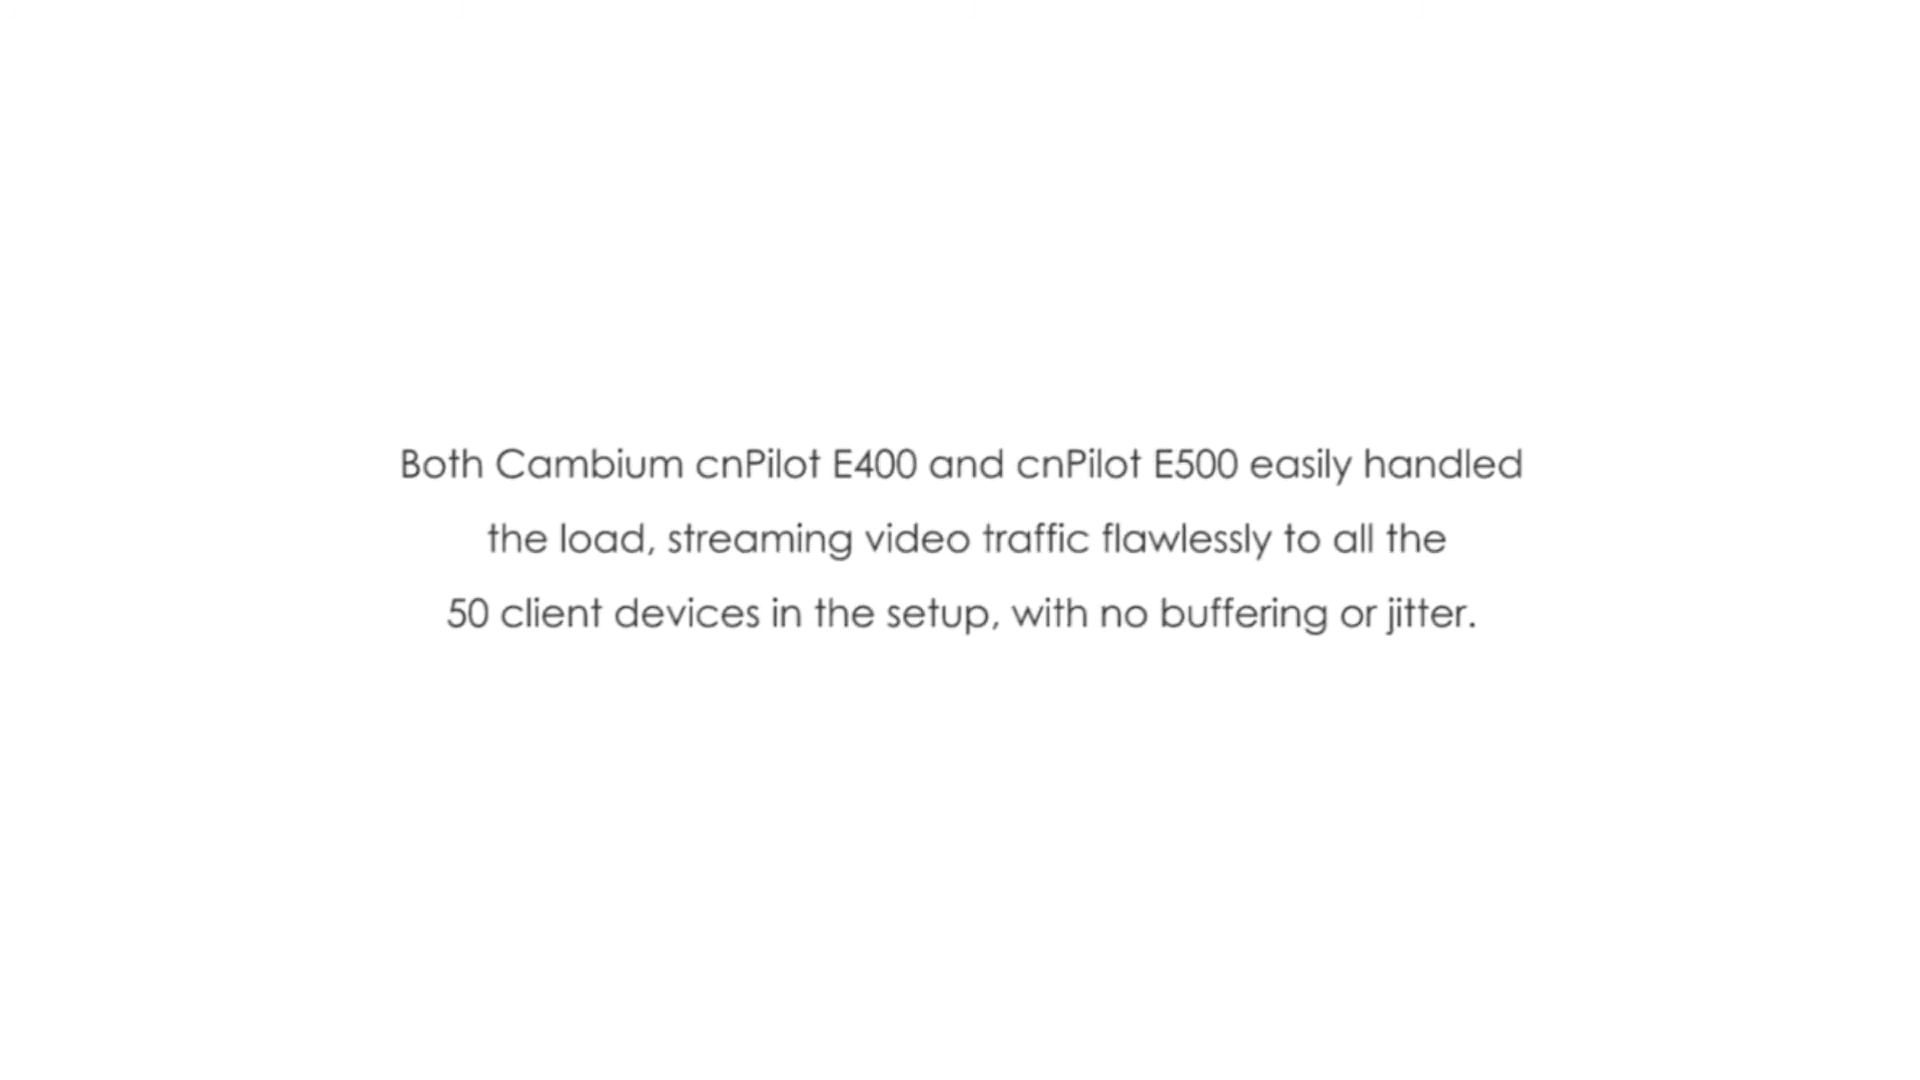 Both Cambium cnPilot E400 and cnPilot E500 easily handled
the load, streaming video traffic flawlessly to all the
50 client devices in the setup, with no buffering or jitter.